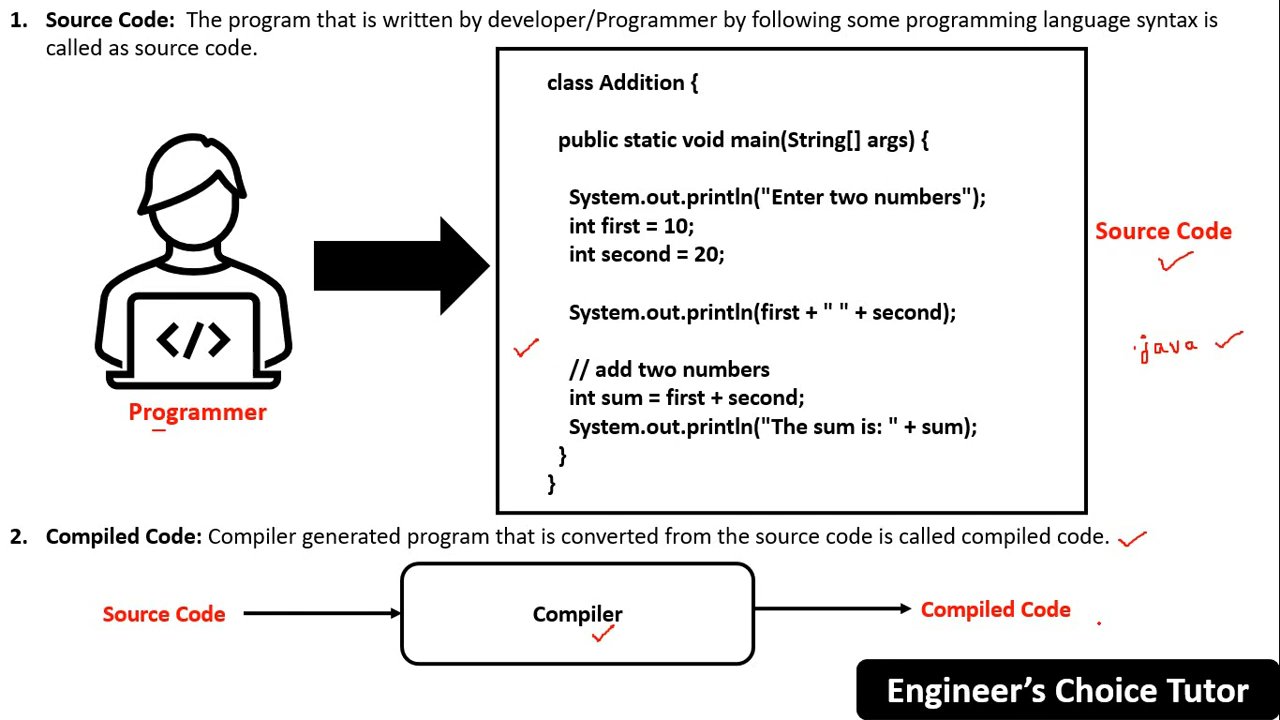 1. Source Code: The program that is written by developer/Programmer by following some programming language syntax is
called as source code.
class Addition {
public static void main(String[] args) {
System.out.println("Enter two numbers");
int first = 10;
int second = 20;
System.out.println(first + " " + second);
// add two numbers
int sum = first + second;
System.out.println("The sum is: " + sum);
}
}
</>
Programmer
Source Code
.java
2. Compiled Code: Compiler generated program that is converted from the source code is called compiled code.
Source Code
Compiler
Compiled Code
Engineer’s Choice Tutor